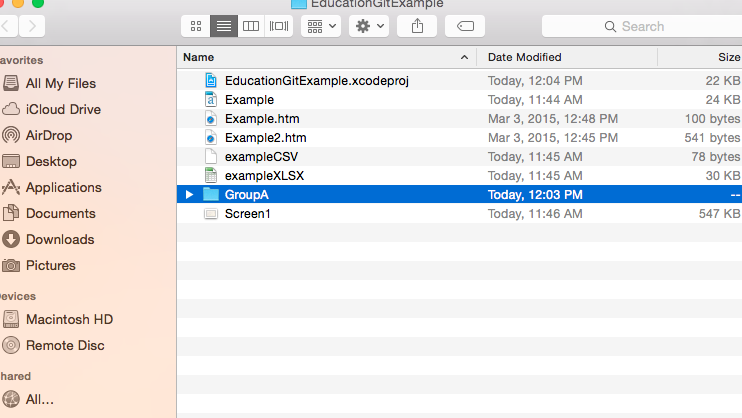 EducationGitExample
Search
Name Date Modified Size
EducationGitExample.xcodeproj Today, 12:04 PM 22 KB
Example Today, 11:44 AM 24 KB
Example.htm Mar 3, 2015, 12:48 PM 100 bytes
Example2.htm Mar 3, 2015, 12:45 PM 541 bytes
exampleCSV Today, 11:45 AM 78 bytes
exampleXLSX Today, 11:45 AM 30 KB
GroupA Today, 12:03 PM --
Screen1 Today, 11:46 AM 547 KB
avorites
All My Files
iCloud Drive
AirDrop
Desktop
Applications
Documents
Downloads
Pictures
evices
Macintosh HD
Remote Disc
hared
All...